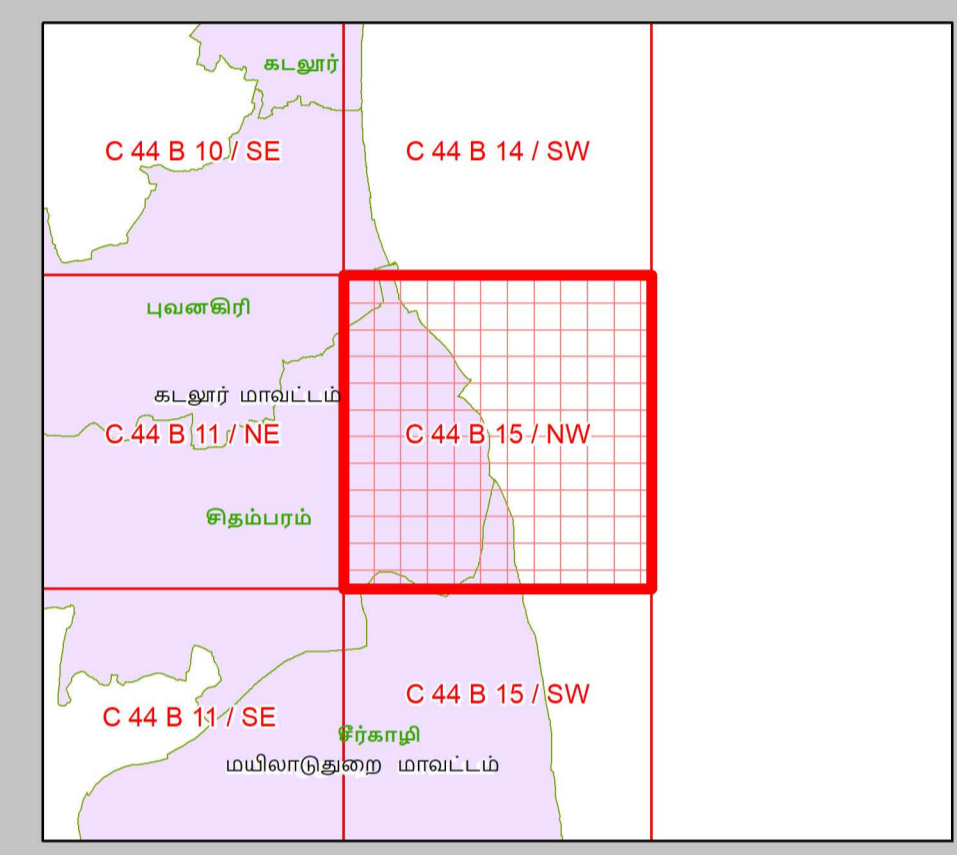 கடலூர்
C 44 B 10 / SE
C 44 B 14 / SW
புவனகிரி
கடலூர் மாவட்டம்
C 44 B 11 / NE
C 44 B 15 / NW
சிதம்பரம்
C 44 B 15 / SW
C 44 B 11 / SE
சீர்காழி
மயிலாடுதுறை மாவட்டம்